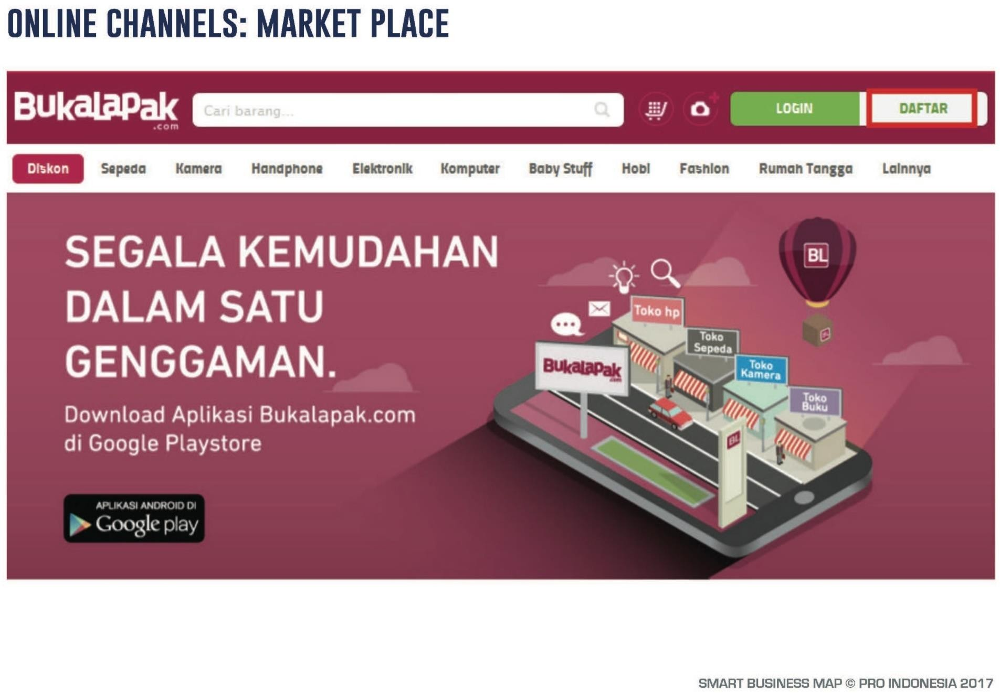 ONLINE CHANNELS: MARKET PLACE
BukaLaPak
.com
Cari barang...
LOGIN
DAFTAR
Diskon
Sepeda
Kamera
Handphone
Elektronik
Komputer
Baby Stuff
Hobi
Fashion
Rumah Tangga
Lainnya
SEGALA KEMUDAHAN
DALAM SATU
GENGGAMAN.
Download Aplikasi Bukalapak.com
di Google Playstore
APLIKASI ANDROID DI
Google play
BL
BL
Toko hp
Toko
Sepeda
Toko
Kamera
Toko
Buku
BukaLaPak
.com
BL
SMART BUSINESS MAP © PRO INDONESIA 2017